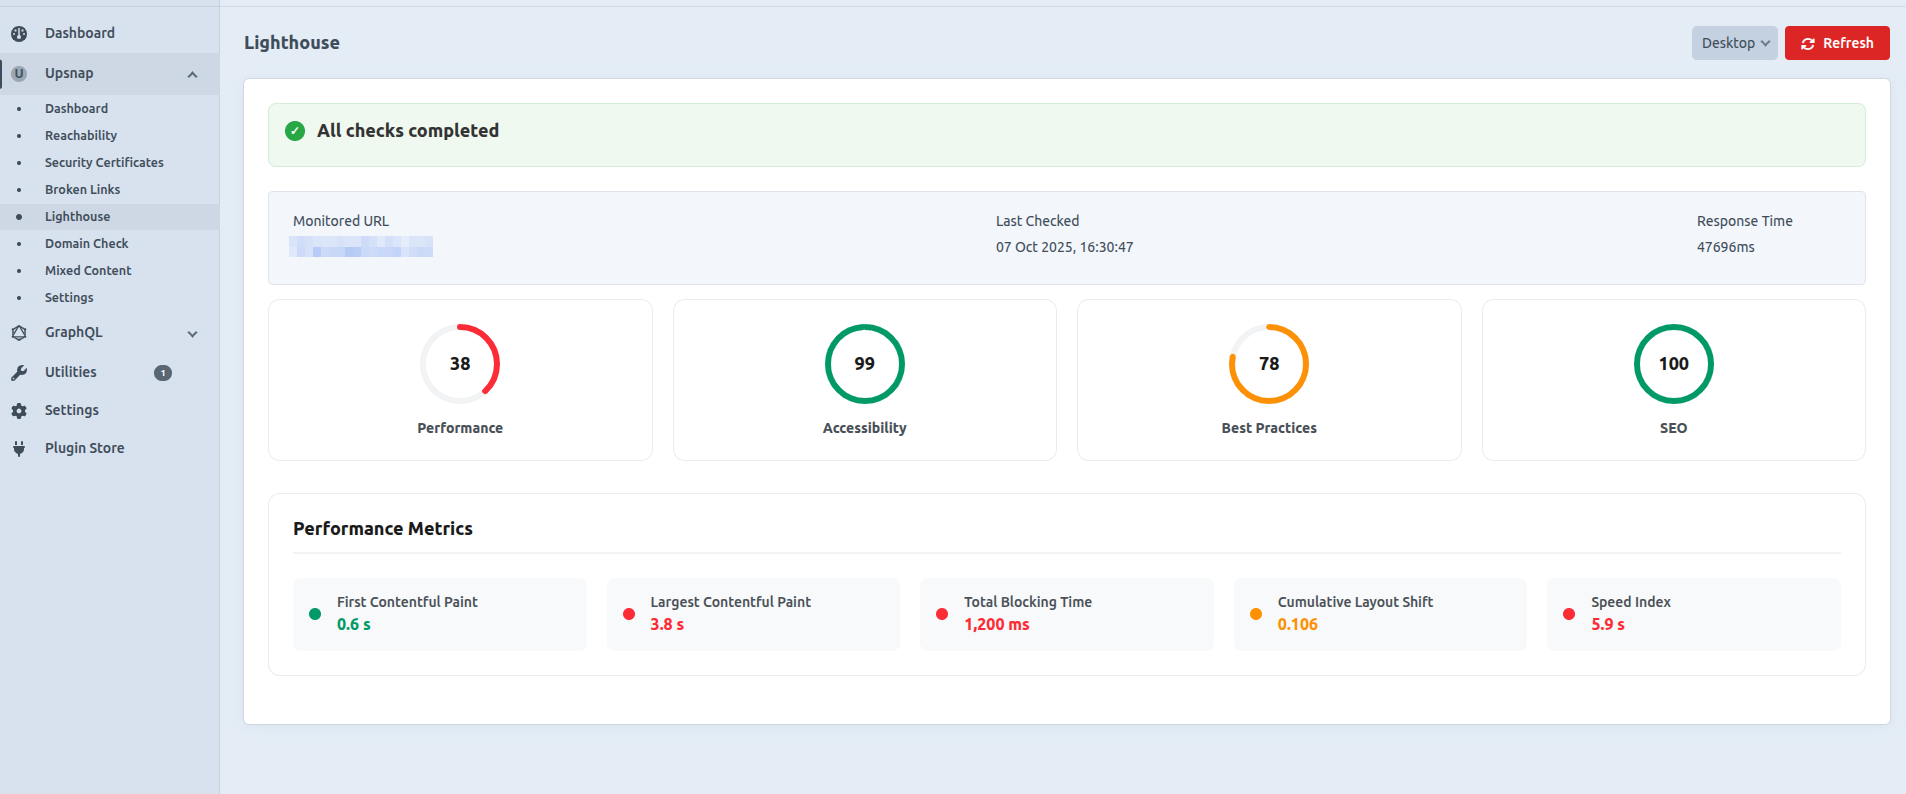 Dashboard
U Upsnap
Dashboard
Reachability
Security Certificates
Broken Links
Lighthouse
Domain Check
Mixed Content
Settings
GraphQL
Utilities 1
Settings
Plugin Store
Lighthouse
Desktop
Refresh
All checks completed
Monitored URL
Last Checked
07 Oct 2025, 16:30:47
Response Time
47696ms
38
Performance
99
Accessibility
78
Best Practices
100
SEO
Performance Metrics
First Contentful Paint
0.6 s
Largest Contentful Paint
3.8 s
Total Blocking Time
1,200 ms
Cumulative Layout Shift
0.106
Speed Index
5.9 s